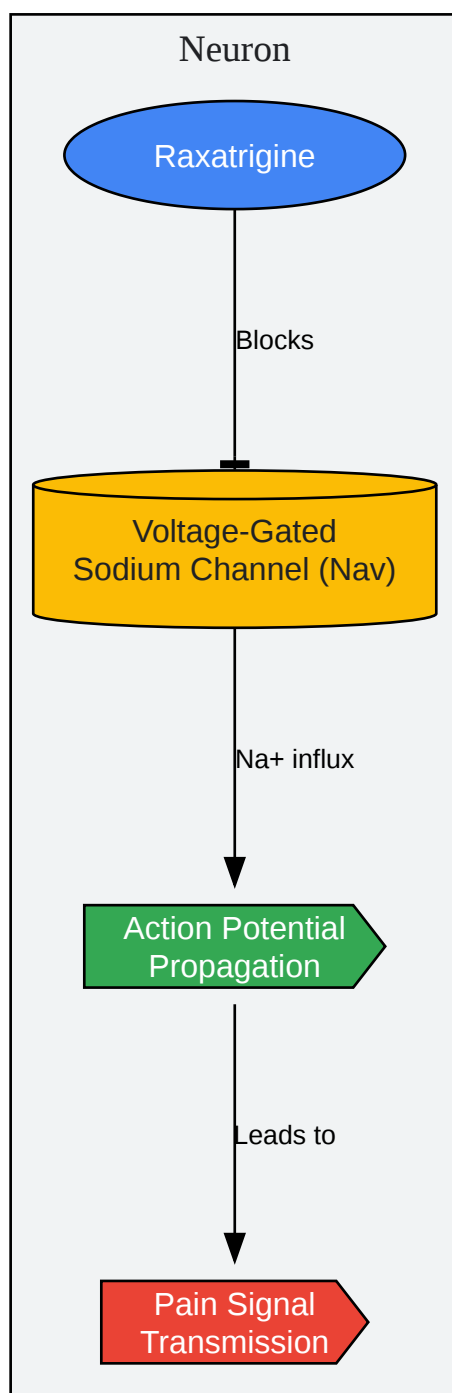 Neuron
Raxatrigine
Blocks
Voltage-Gated
Sodium Channel (Nav)
Na+ influx
Action Potential
Propagation
Leads to
Pain Signal
Transmission